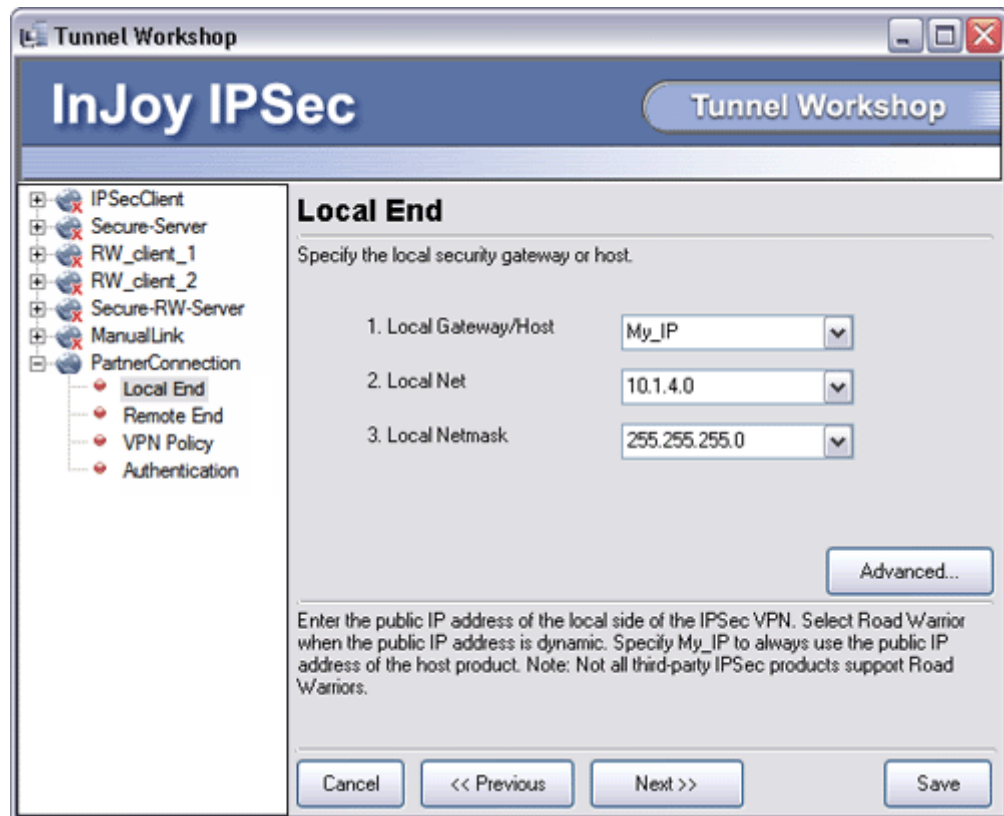 Tunnel Workshop
InJoy IPSec
Tunnel Workshop
IPSecClient
Secure-Server
RW_client_1
RW_client_2
Secure-RW-Server
ManualLink
PartnerConnection
Local End
Remote End
VPN Policy
Authentication
Local End
Specify the local security gateway or host.
1. Local Gateway/Host My_IP
2. Local Net 10.1.4.0
3. Local Netmask 255.255.255.0
Advanced...
Enter the public IP address of the local side of the IPSec VPN. Select Road Warrior
when the public IP address is dynamic. Specify My_IP to always use the public IP
address of the host product. Note: Not all third-party IPSec products support Road
Warriors.
Cancel << Previous Next >> Save